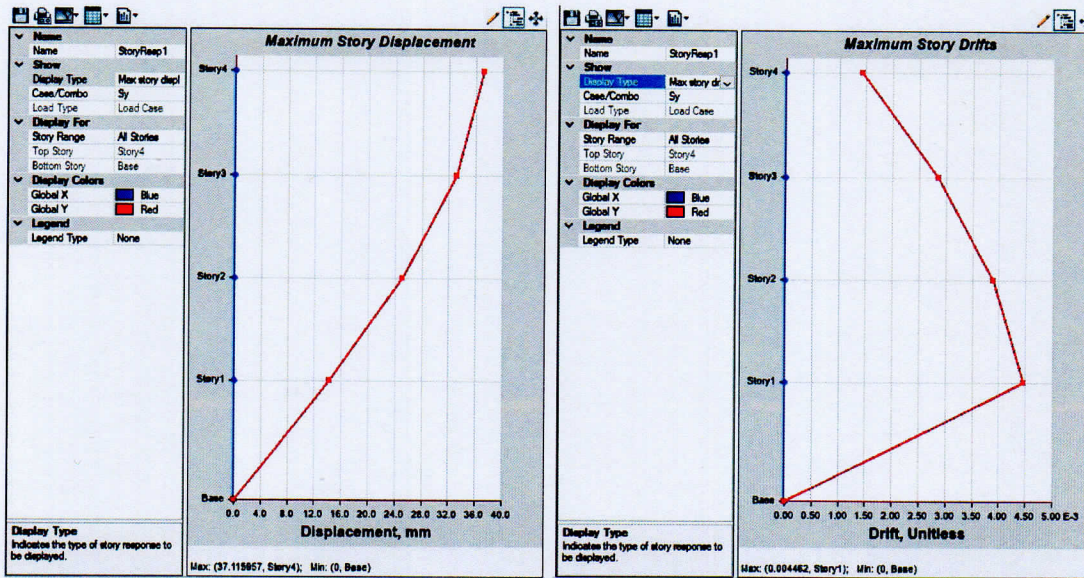 Name
Name StoryResp1
Show
Display Type Max story displ
Case/Combo Sy
Load Type Load Case
Display For
Story Range All Stories
Top Story Story4
Bottom Story Base
Display Colors
Global X Blue
Global Y Red
Legend
Legend Type None
Display Type
Indicates the type of story response to
be displayed.
Maximum Story Displacement
Story4
Story3
Story2
Story1
Base
0.0 4.0 8.0 12.0 16.0 20.0 24.0 28.0 32.0 36.0 40.0
Displacement, mm
Max: (37.115957, Story4); Min: (0, Base)
Name
Name StoryResp1
Show
Display Type Max story dr
Case/Combo Sy
Load Type Load Case
Display For
Story Range All Stories
Top Story Story4
Bottom Story Base
Display Colors
Global X Blue
Global Y Red
Legend
Legend Type None
Display Type
Indicates the type of story response to
be displayed.
Maximum Story Drifts
Story4
Story3
Story2
Story1
Base
0.00 0.50 1.00 1.50 2.00 2.50 3.00 3.50 4.00 4.50 5.00 E-3
Drift, Unitless
Max: (0.004462, Story1); Min: (0, Base)